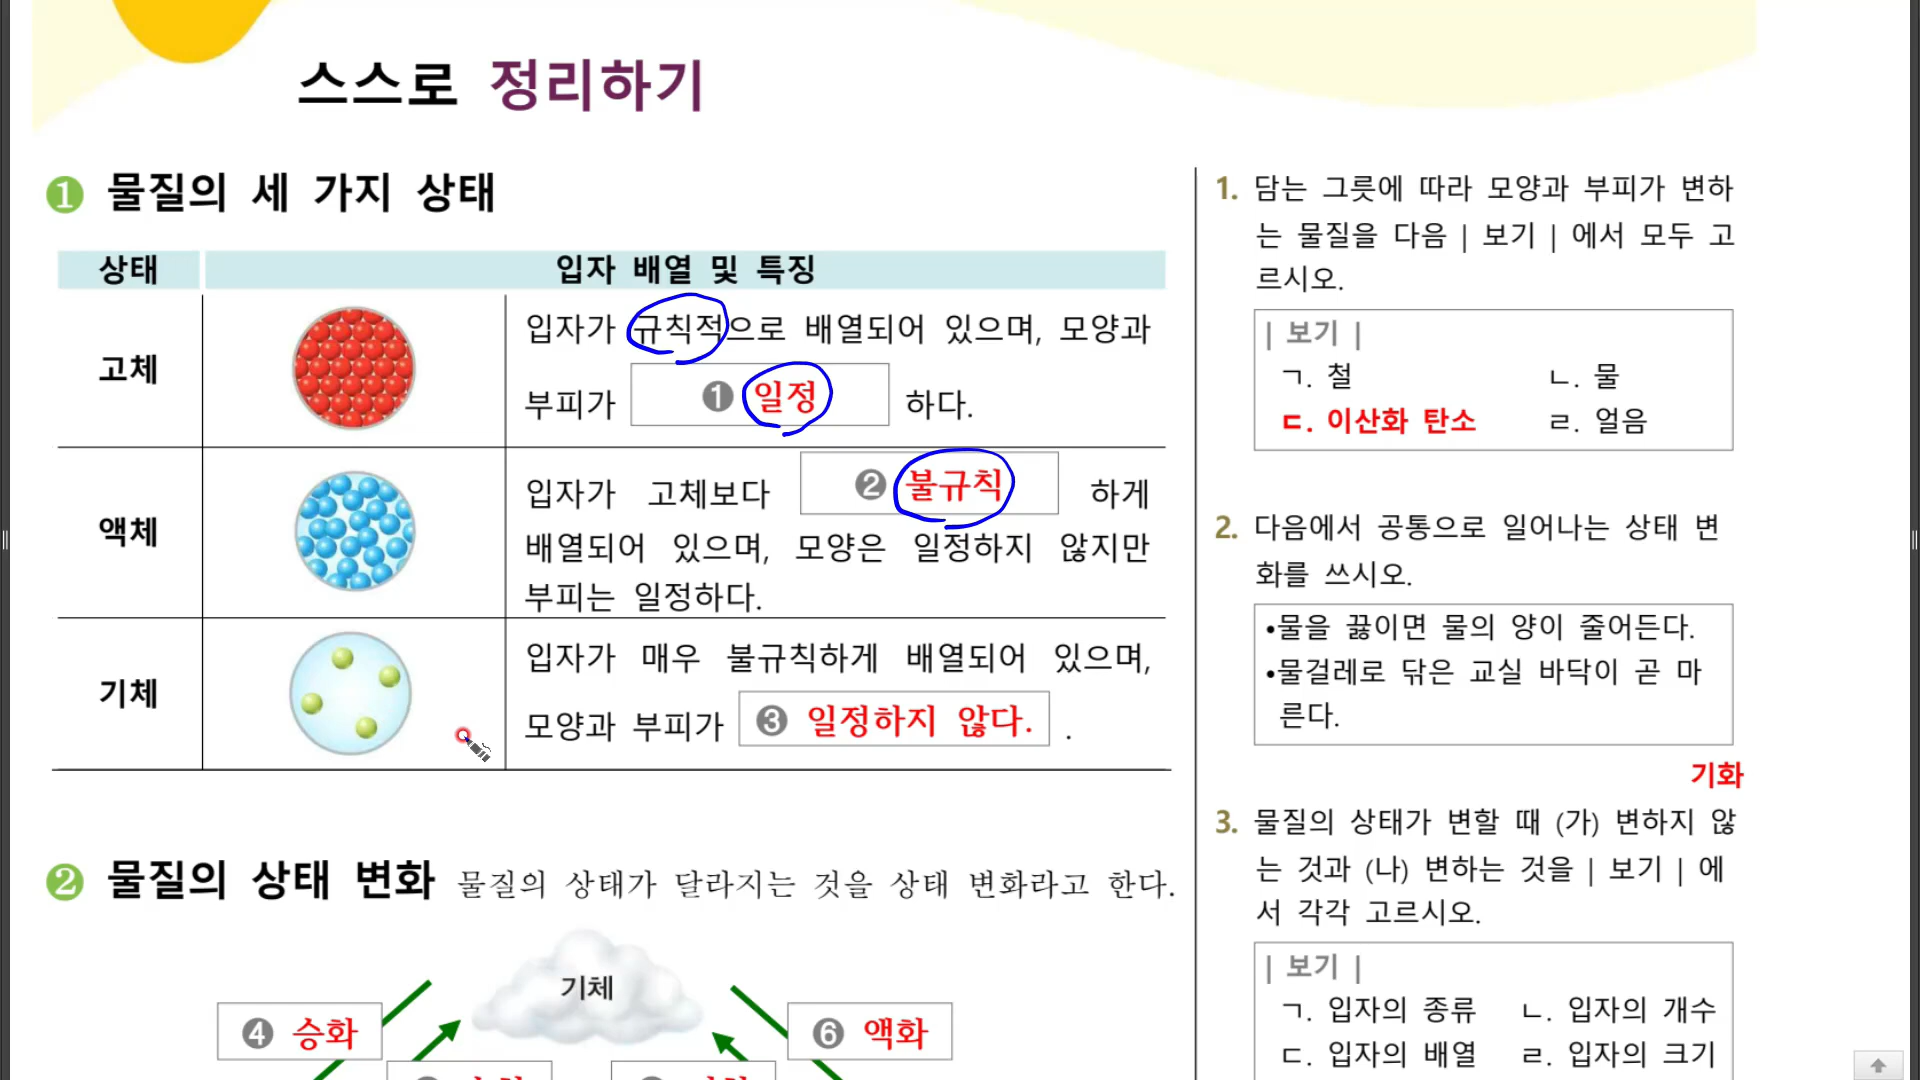 스스로 정리하기
❶ 물질의 세 가지 상태
상태 입자 배열 및 특징
고체
입자가 규칙적으로 배열되어 있으며, 모양과
부피가 ❶ 일정 하다.
액체
입자가 고체보다 ❷ 불규칙 하게
배열되어 있으며, 모양은 일정하지 않지만
부피는 일정하다.
기체
입자가 매우 불규칙하게 배열되어 있으며,
모양과 부피가 ❸ 일정하지 않다. .
❷ 물질의 상태 변화 물질의 상태가 달라지는 것을 상태 변화라고 한다.
기체
❹ 승화
❻ 액화
1. 담는 그릇에 따라 모양과 부피가 변하
는 물질을 다음 | 보기 | 에서 모두 고
르시오.
| 보기 |
ㄱ. 철 ㄴ. 물
ㄷ. 이산화 탄소 ㄹ. 얼음
2. 다음에서 공통으로 일어나는 상태 변
화를 쓰시오.
•물을 끓이면 물의 양이 줄어든다.
•물걸레로 닦은 교실 바닥이 곧 마
른다.
기화
3. 물질의 상태가 변할 때 (가) 변하지 않
는 것과 (나) 변하는 것을 | 보기 | 에
서 각각 고르시오.
| 보기 |
ㄱ. 입자의 종류 ㄴ. 입자의 개수
ㄷ. 입자의 배열 ㄹ. 입자의 크기